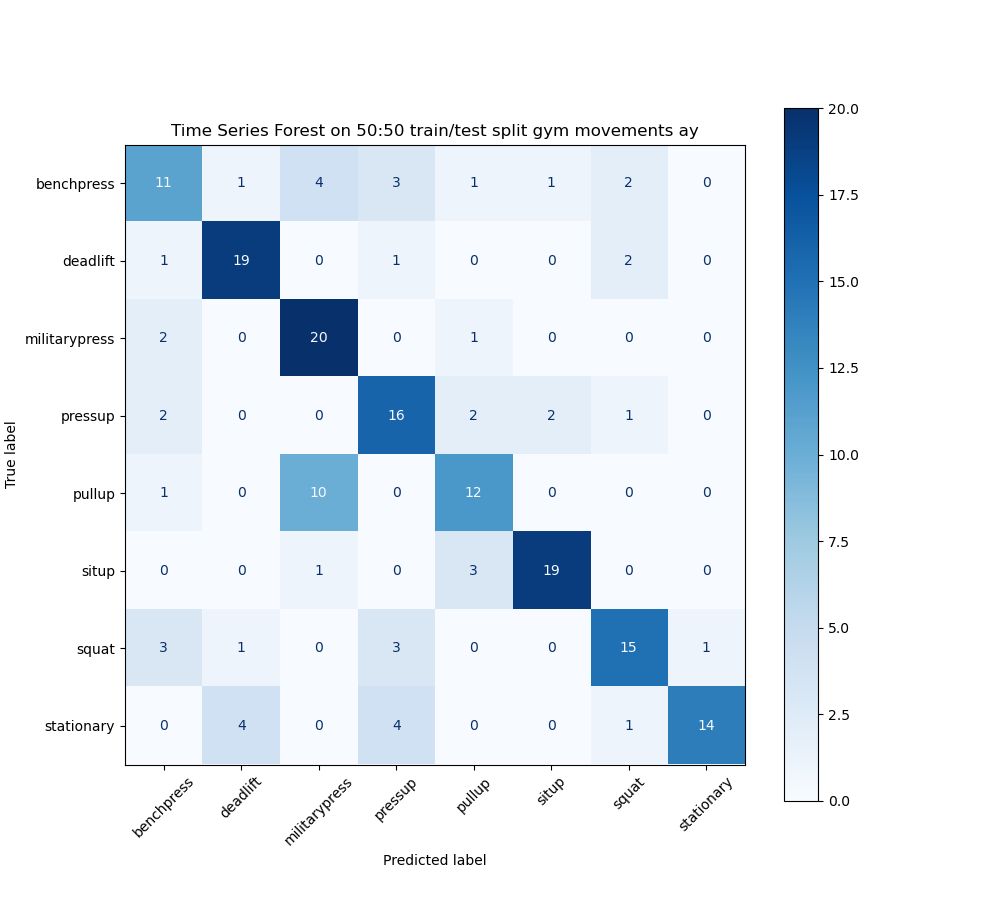 Time Series Forest on 50:50 train/test split gym movements ay
20.0
17.5
15.0
12.5
10.0
7.5
5.0
2.5
0.0
True label
benchpress 11 1 4 3 1 1 2 0
deadlift 1 19 0 1 0 0 2 0
militarypress 2 0 20 0 1 0 0 0
pressup 2 0 0 16 2 2 1 0
pullup 1 0 10 0 12 0 0 0
situp 0 0 1 0 3 19 0 0
squat 3 1 0 3 0 0 15 1
stationary 0 4 0 4 0 0 1 14
benchpress deadlift militarypress pressup pullup situp squat stationary
Predicted label